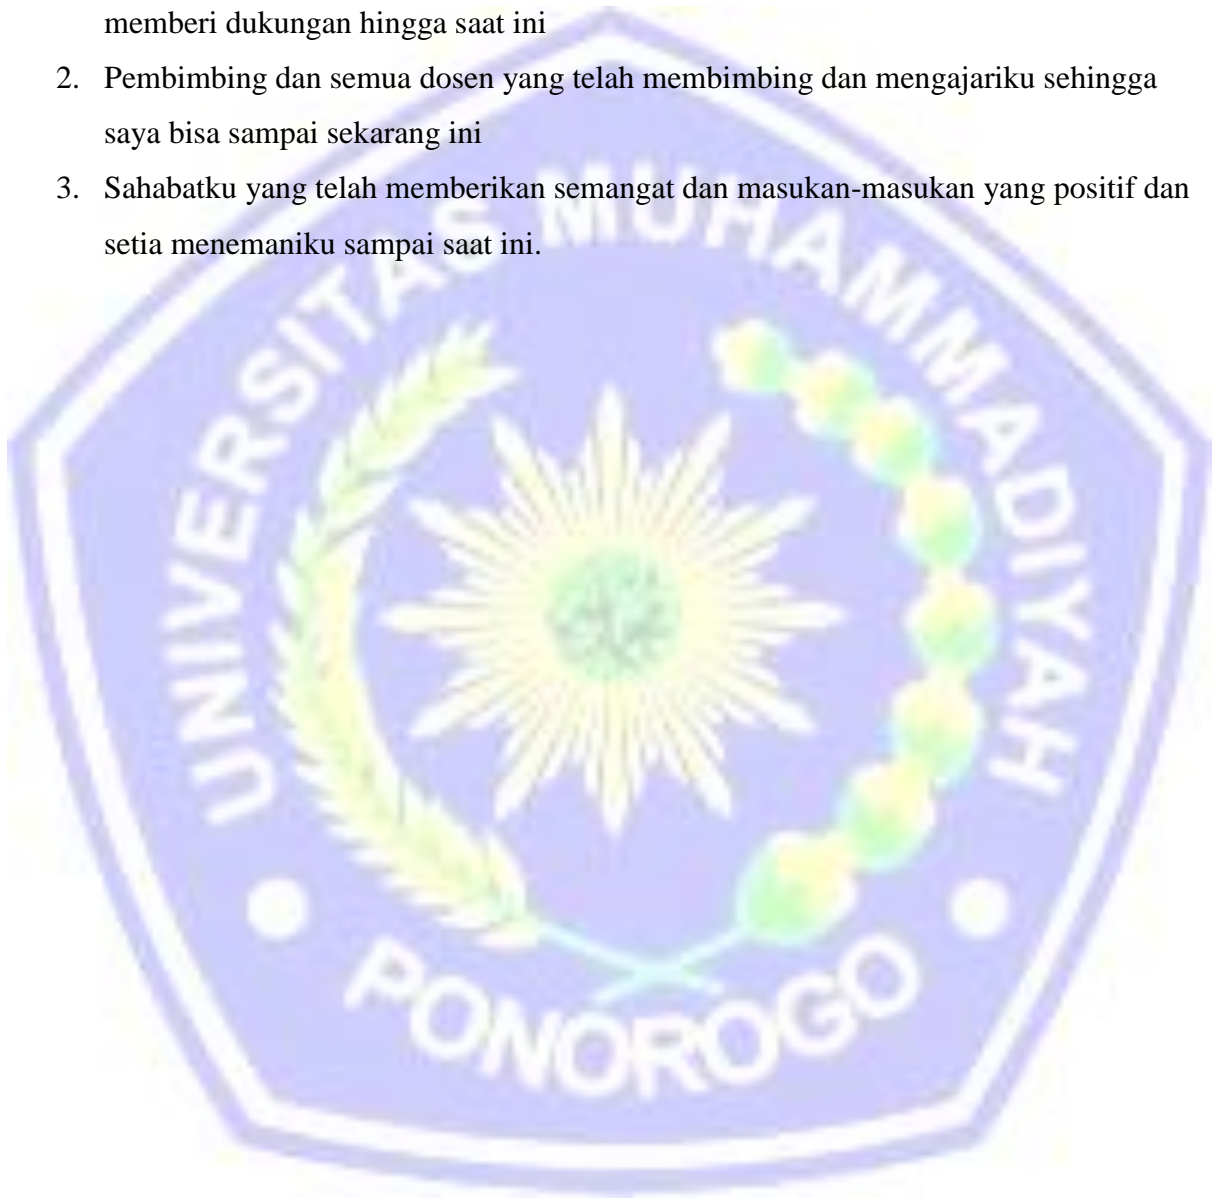 memberi dukungan hingga saat ini
2. Pembimbing dan semua dosen yang telah membimbing dan mengajariku sehingga
saya bisa sampai sekarang ini
3. Sahabatku yang telah memberikan semangat dan masukan-masukan yang positif dan
setia menemaniku sampai saat ini.
UNIVERSITAS MUHAMMADIYAH
PONOROGO